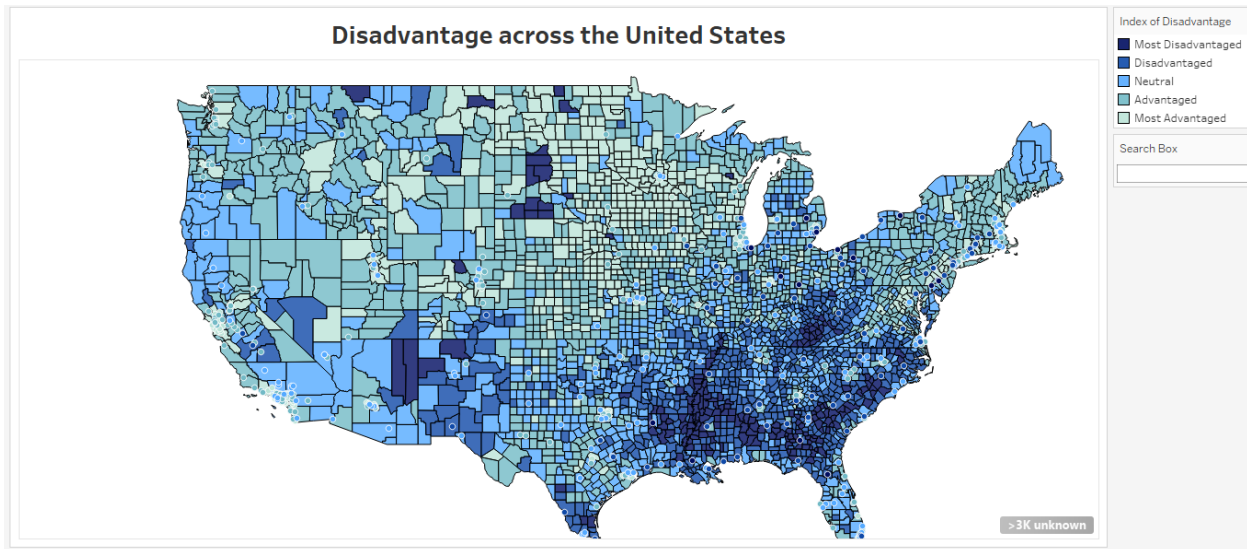 Disadvantage across the United States
Index of Disadvantage
Most Disadvantaged
Disadvantaged
Neutral
Advantaged
Most Advantaged
Search Box
>3K unknown